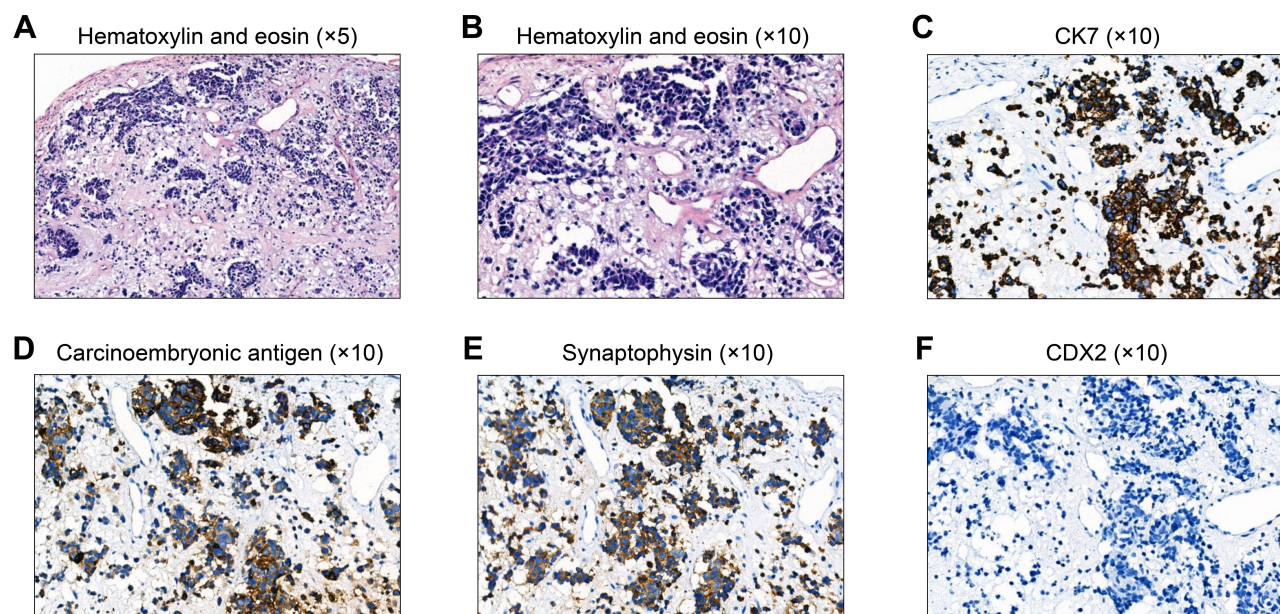 A Hematoxylin and eosin (×5)
B Hematoxylin and eosin (×10)
C CK7 (×10)
D Carcinoembryonic antigen (×10)
E Synaptophysin (×10)
F CDX2 (×10)